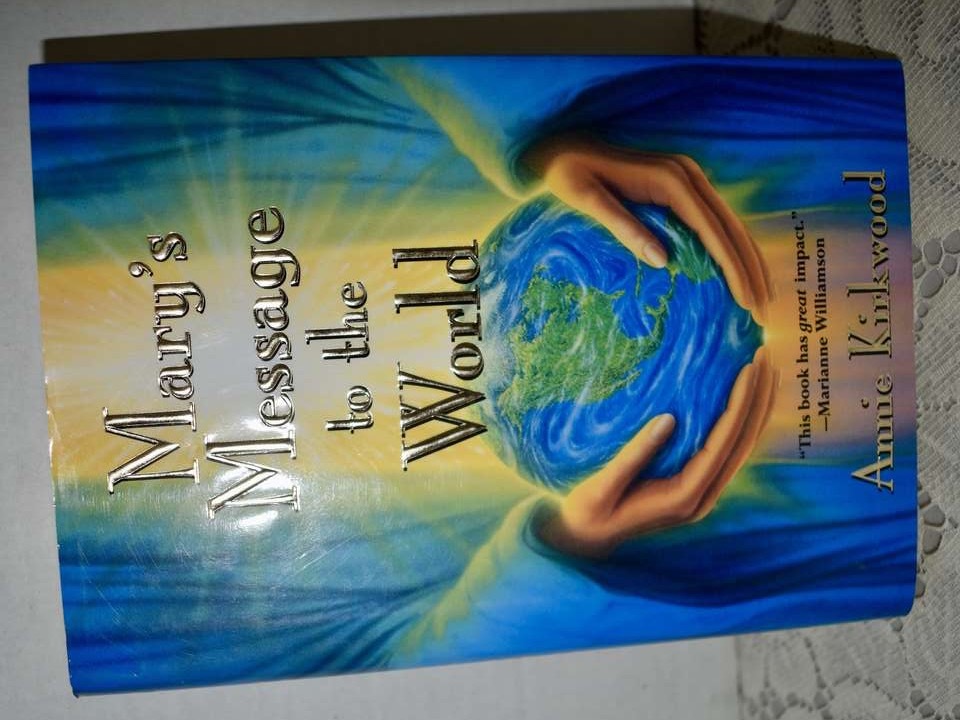 Mary's
Message
to the
World
"This book has great impact."
—Marianne Williamson
Annie Kirkwood